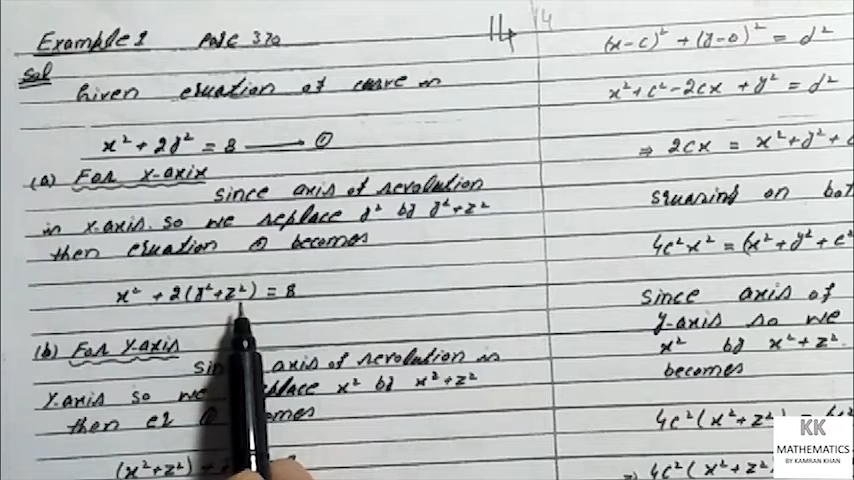 Example 1 Page 370
Sol
Given equation of curve is
x² + 2y² = 8 ——→ ①
(a) For x-axis
since axis of revolution
is x-axis. so we replace y² by y²+z²
then equation ① becomes
x² + 2(y²+z²) = 8
(b) For Y-axis
axis of revolution is
Y-axis so we x² by x²+z²
then eq ①
(x²+z²)
(x-c)² + (y-0)² = d²
x²+c²-2cx + y² = d²
⇒ 2cx = x²+y²+
squaring on
4c²x² = (x²+y²+c²
since axis of
y-axis so we
x² by x²+z².
becomes
4c²(x²+z²)
4c²(x²+z²)
KK
MATHEMATICS
BY KAMRAN KHAN